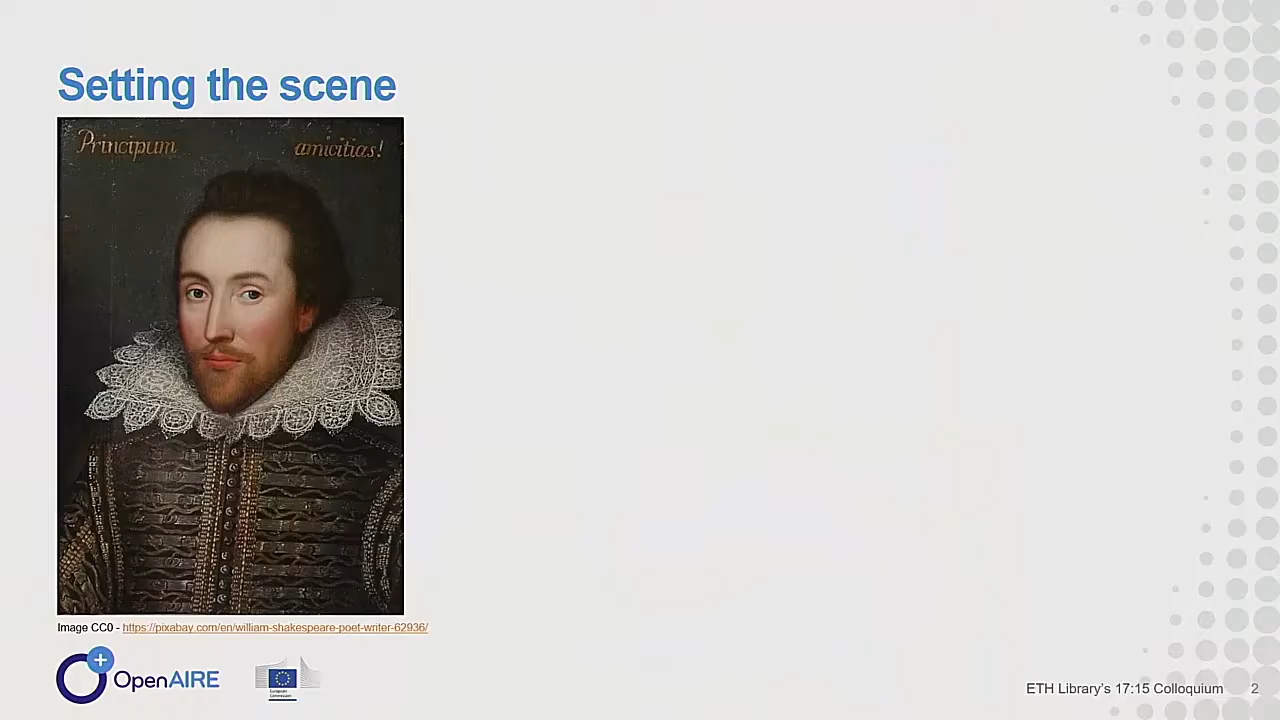 Setting the scene
Principum amicitias!
Image CC0 - https://pixabay.com/en/william-shakespeare-poet-writer-62936/
OpenAIRE
European
Commission
ETH Library's 17:15 Colloquium 2